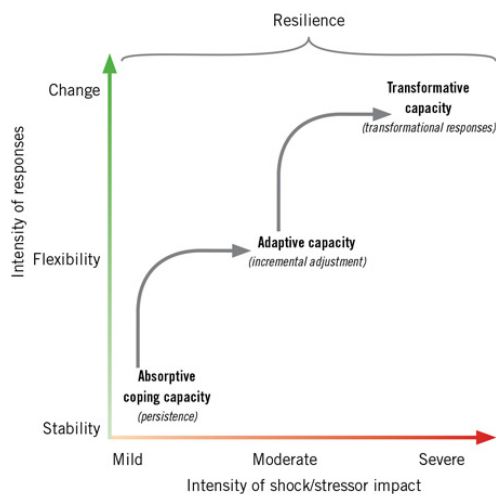 Resilience
Intensity of responses
Change
Flexibility
Stability
Transformative
capacity
(transformational responses)
Adaptive capacity
(incremental adjustment)
Absorptive
coping capacity
(persistence)
Mild
Moderate
Severe
Intensity of shock/stressor impact